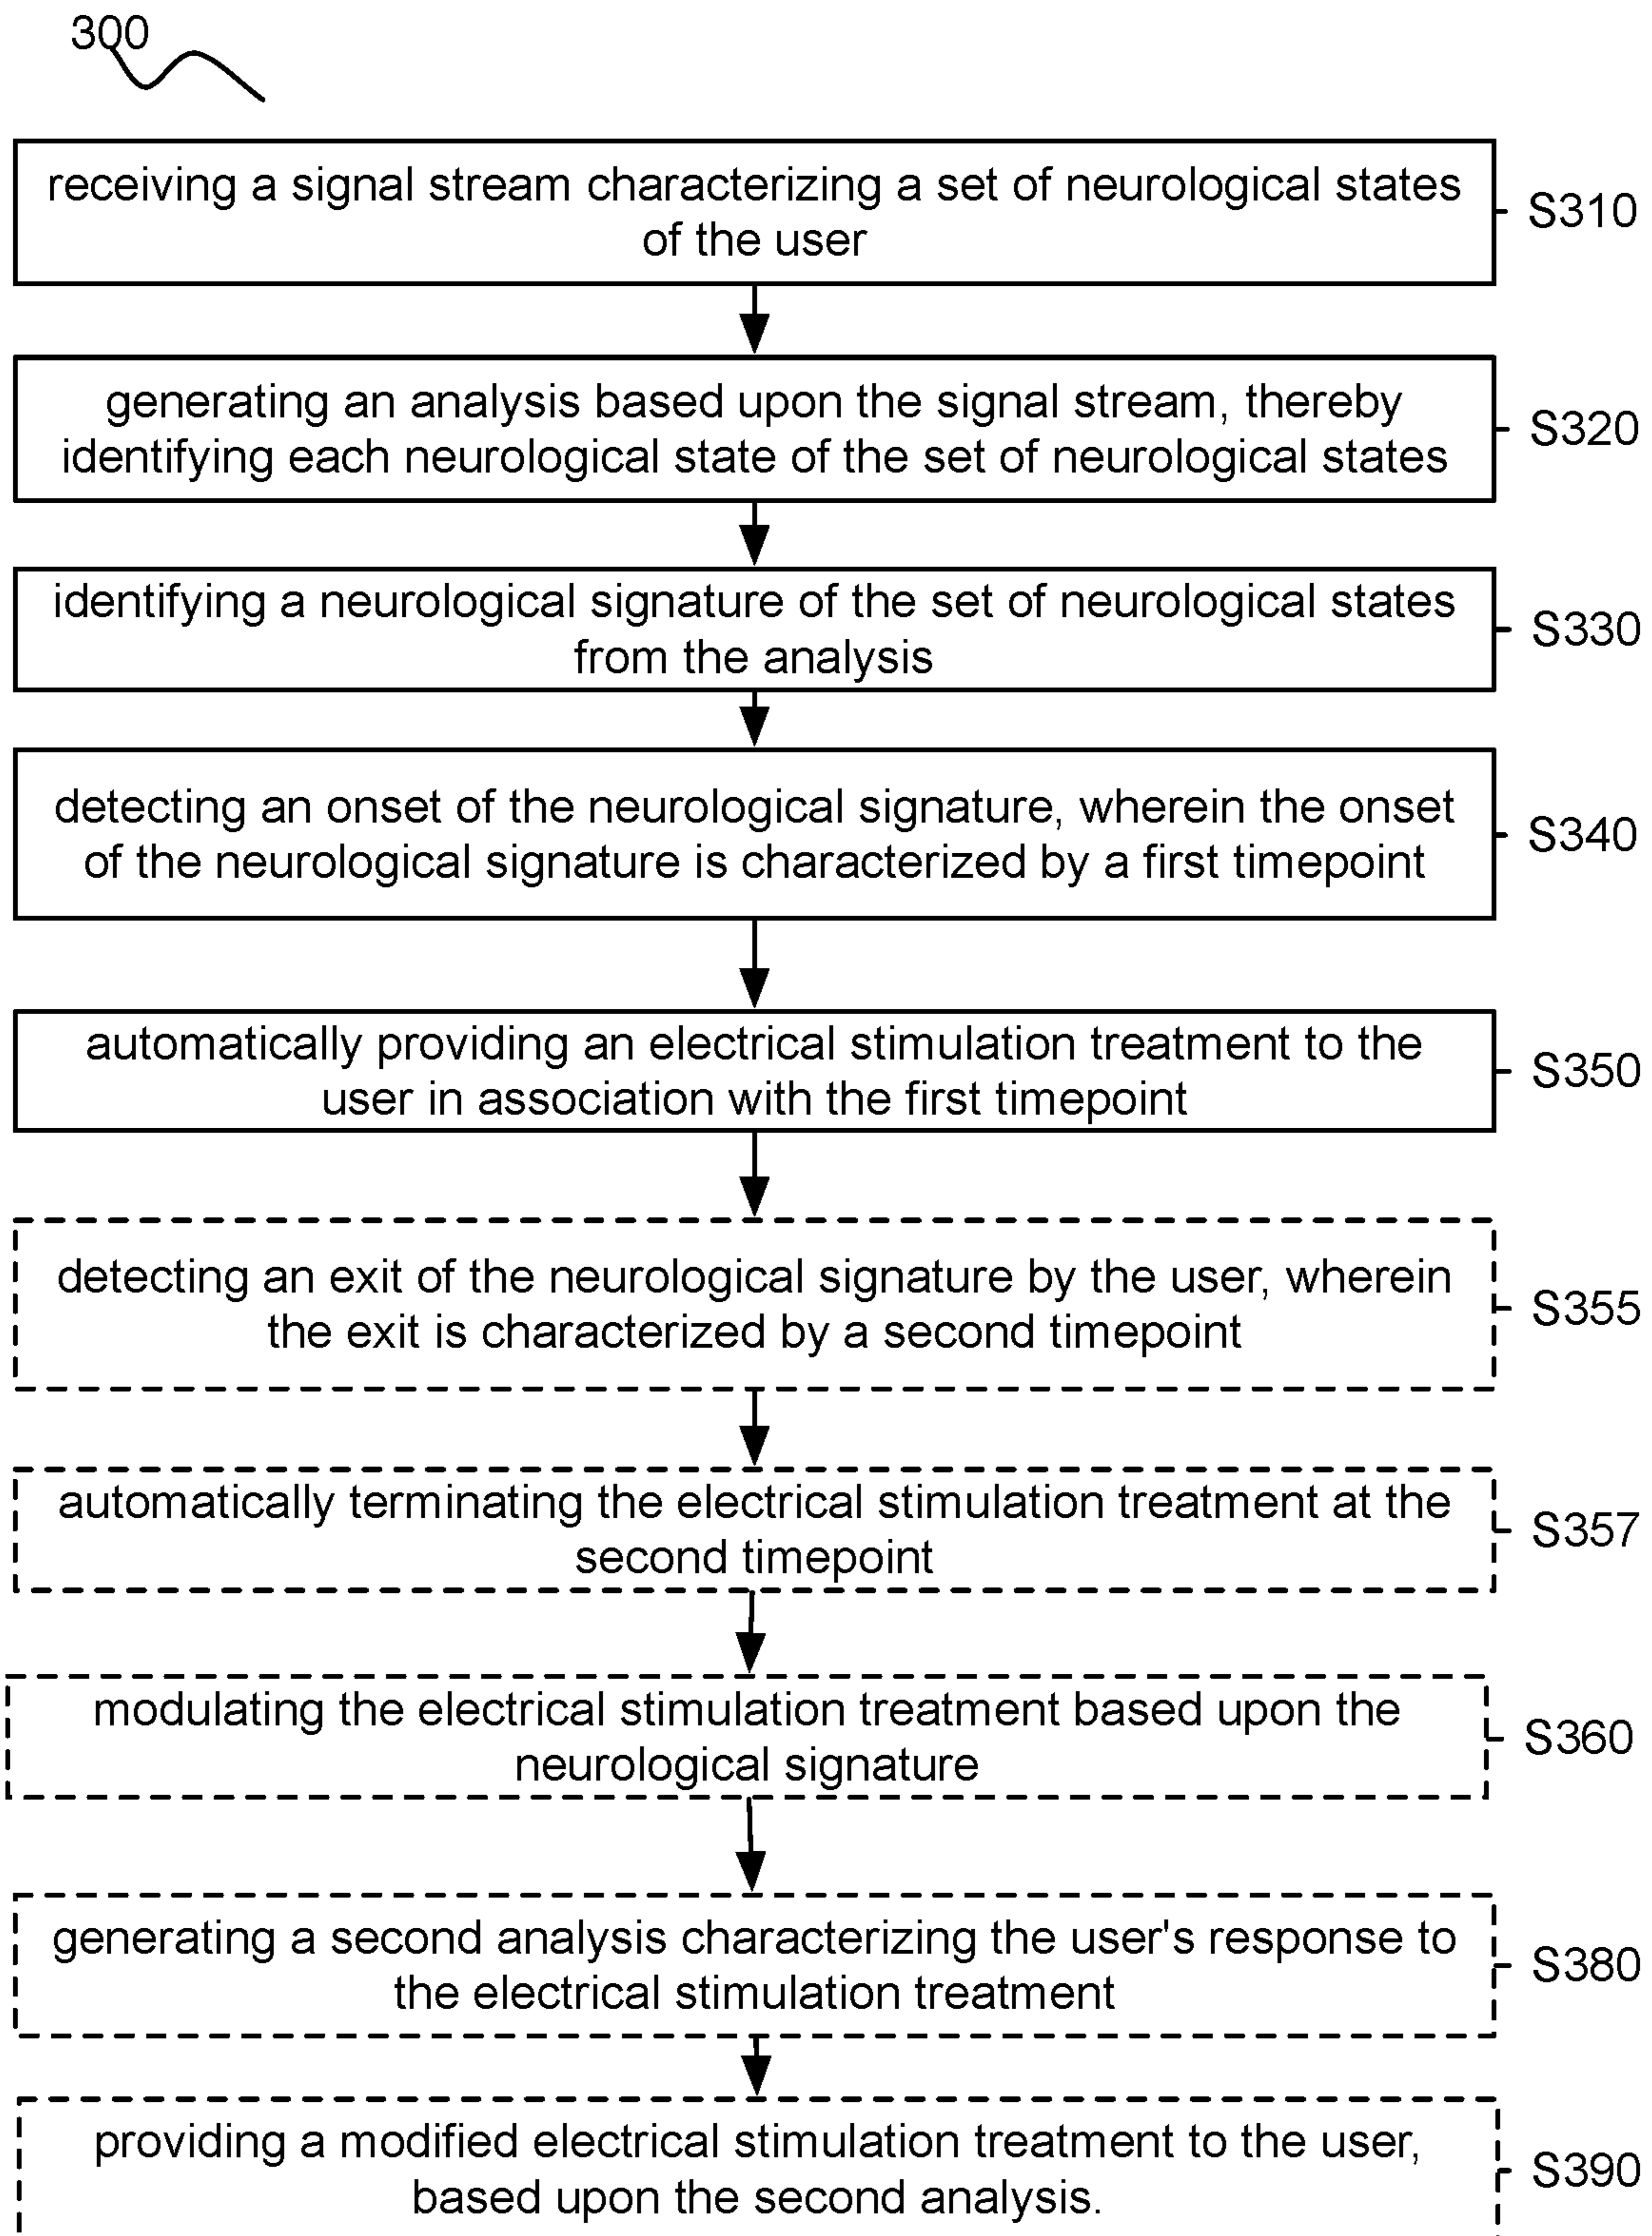 300
receiving a signal stream characterizing a set of neurological states
of the user
S310
generating an analysis based upon the signal stream, thereby
identifying each neurological state of the set of neurological states
S320
identifying a neurological signature of the set of neurological states
from the analysis
S330
detecting an onset of the neurological signature, wherein the onset
of the neurological signature is characterized by a first timepoint
S340
automatically providing an electrical stimulation treatment to the
user in association with the first timepoint
S350
detecting an exit of the neurological signature by the user, wherein
the exit is characterized by a second timepoint
S355
automatically terminating the electrical stimulation treatment at the
second timepoint
S357
modulating the electrical stimulation treatment based upon the
neurological signature
S360
generating a second analysis characterizing the user's response to
the electrical stimulation treatment
S380
providing a modified electrical stimulation treatment to the user,
based upon the second analysis.
S390